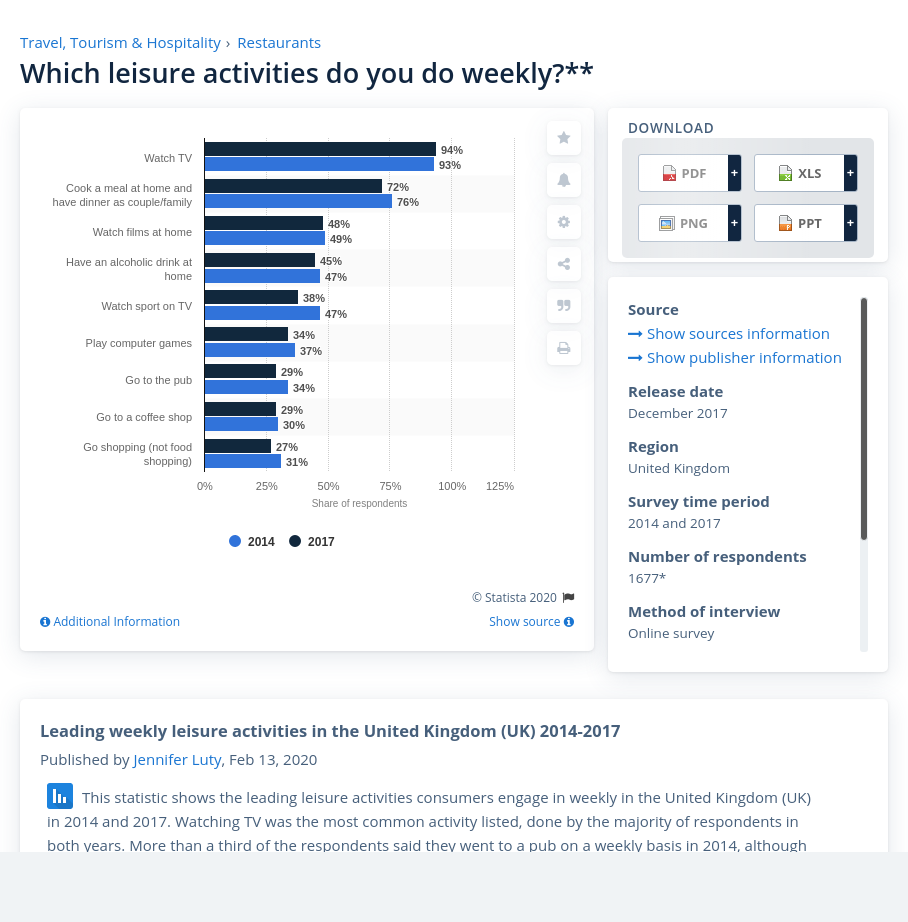 Travel, Tourism & Hospitality › Restaurants
Which leisure activities do you do weekly?**
Watch TV
94%
93%
Cook a meal at home and
have dinner as couple/family
72%
76%
Watch films at home
48%
49%
Have an alcoholic drink at
home
45%
47%
Watch sport on TV
38%
47%
Play computer games
34%
37%
Go to the pub
29%
34%
Go to a coffee shop
29%
30%
Go shopping (not food
shopping)
27%
31%
0% 25% 50% 75% 100% 125%
Share of respondents
2014 2017
© Statista 2020
Additional Information
Show source
DOWNLOAD
PDF + XLS +
PNG + PPT +
Source
Show sources information
Show publisher information
Release date
December 2017
Region
United Kingdom
Survey time period
2014 and 2017
Number of respondents
1677*
Method of interview
Online survey
Leading weekly leisure activities in the United Kingdom (UK) 2014-2017
Published by Jennifer Luty, Feb 13, 2020
This statistic shows the leading leisure activities consumers engage in weekly in the United Kingdom (UK)
in 2014 and 2017. Watching TV was the most common activity listed, done by the majority of respondents in
both years. More than a third of the respondents said they went to a pub on a weekly basis in 2014, although